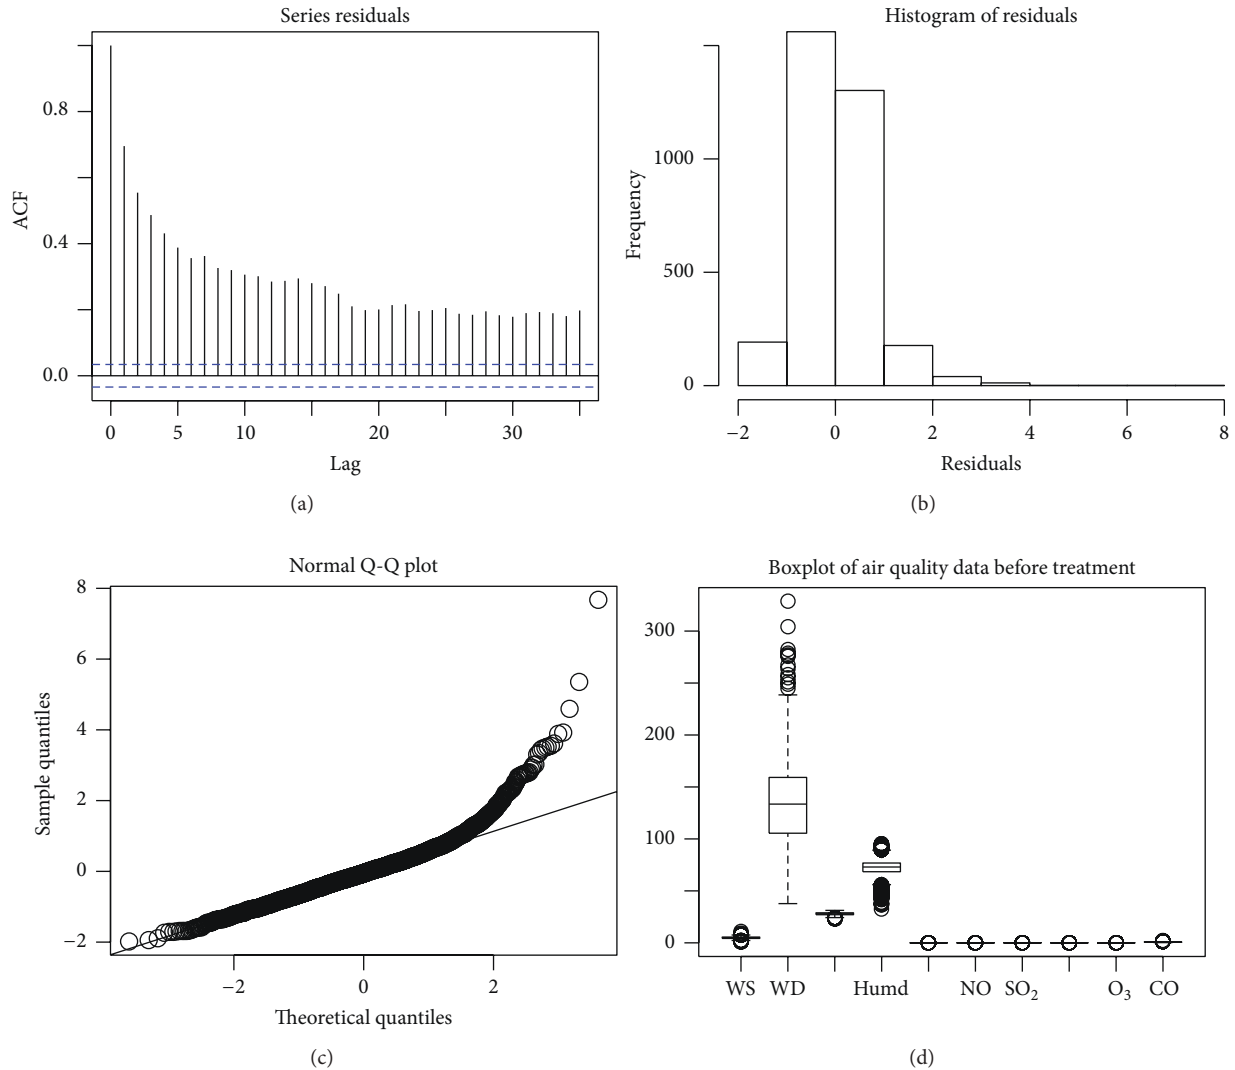 Series residuals
ACF
0.8
0.4
0.0
0 5 10 20 30
Lag
(a)
Histogram of residuals
Frequency
1000
500
0
−2 0 2 4 6 8
Residuals
(b)
Normal Q-Q plot
Sample quantiles
8
6
4
2
0
−2
−2 0 2
Theoretical quantiles
(c)
Boxplot of air quality data before treatment
300
200
100
0
WS WD Humd NO SO2 O3 CO
(d)